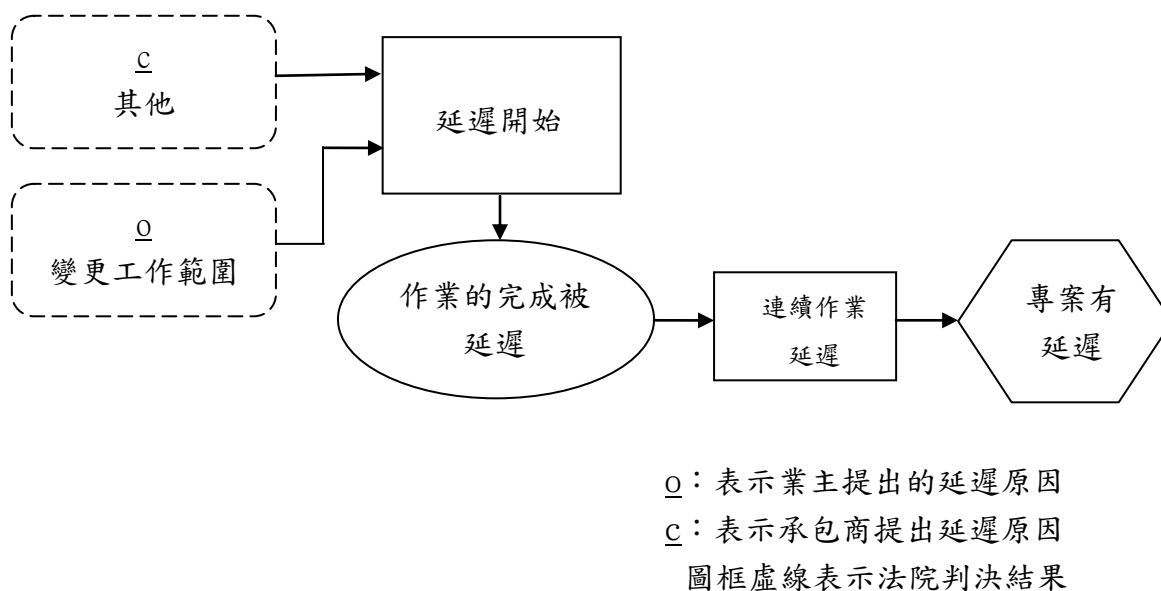 c
其他
延遲開始
o
變更工作範圍
作業的完成被
延遲
連續作業
延遲
專案有
延遲
o：表示業主提出的延遲原因
c：表示承包商提出延遲原因
圖框虛線表示法院判決結果